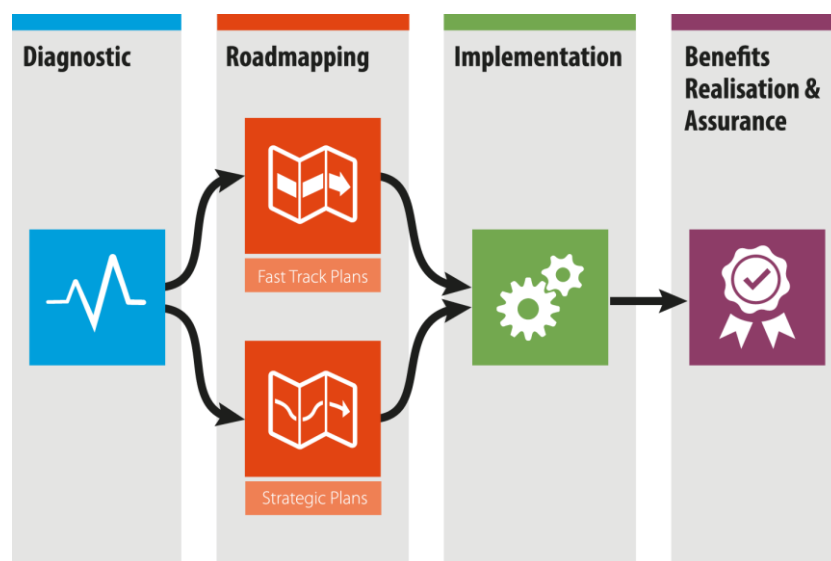 Diagnostic
Roadmapping
Fast Track Plans
Strategic Plans
Implementation
Benefits
Realisation &
Assurance